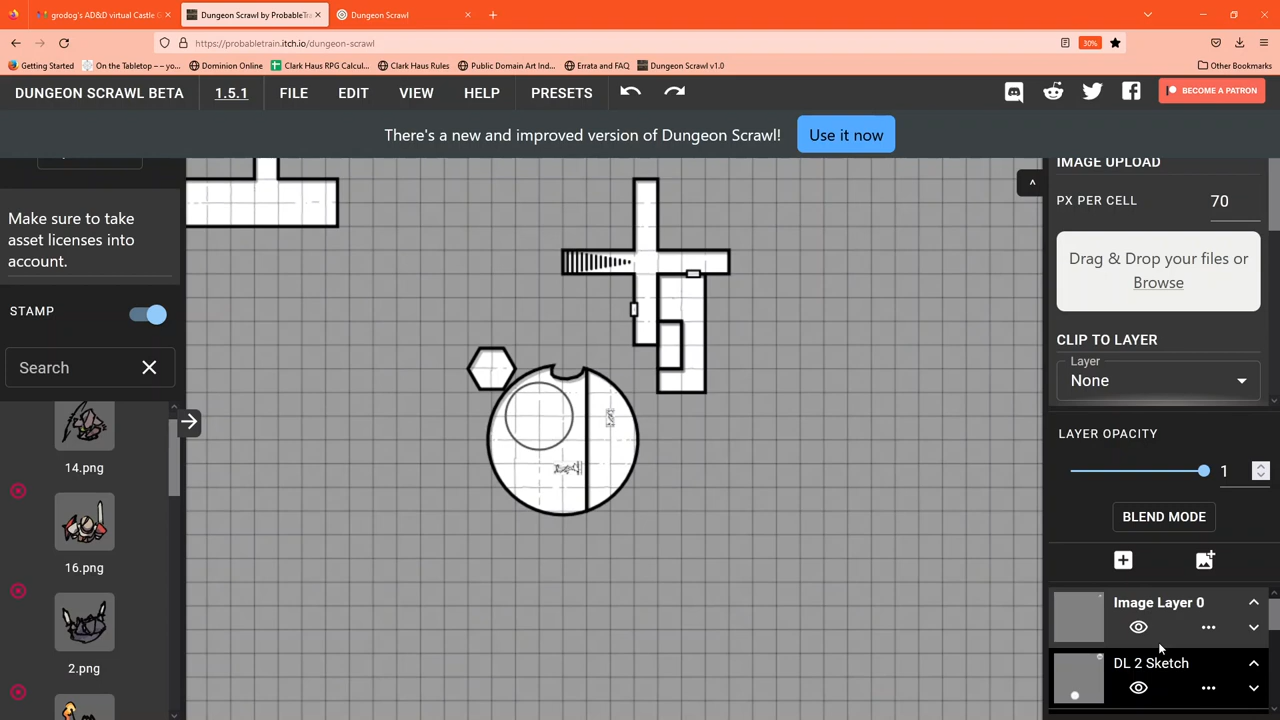 grodog's AD&D virtual Castle G
Dungeon Scrawl by ProbableTra
Dungeon Scrawl
https://probabletrain.itch.io/dungeon-scrawl
30%
Getting Started
On the Tabletop – – yo...
Dominion Online
Clark Haus RPG Calcul...
Clark Haus Rules
Public Domain Art Ind...
Errata and FAQ
Dungeon Scrawl v1.0
Other Bookmarks
DUNGEON SCRAWL BETA
1.5.1
FILE
EDIT
VIEW
HELP
PRESETS
BECOME A PATRON
There's a new and improved version of Dungeon Scrawl!
Use it now
Make sure to take
asset licenses into
account.
STAMP
Search
14.png
16.png
2.png
IMAGE UPLOAD
PX PER CELL
70
Drag & Drop your files or
Browse
CLIP TO LAYER
Layer
None
LAYER OPACITY
1
BLEND MODE
Image Layer 0
DL 2 Sketch